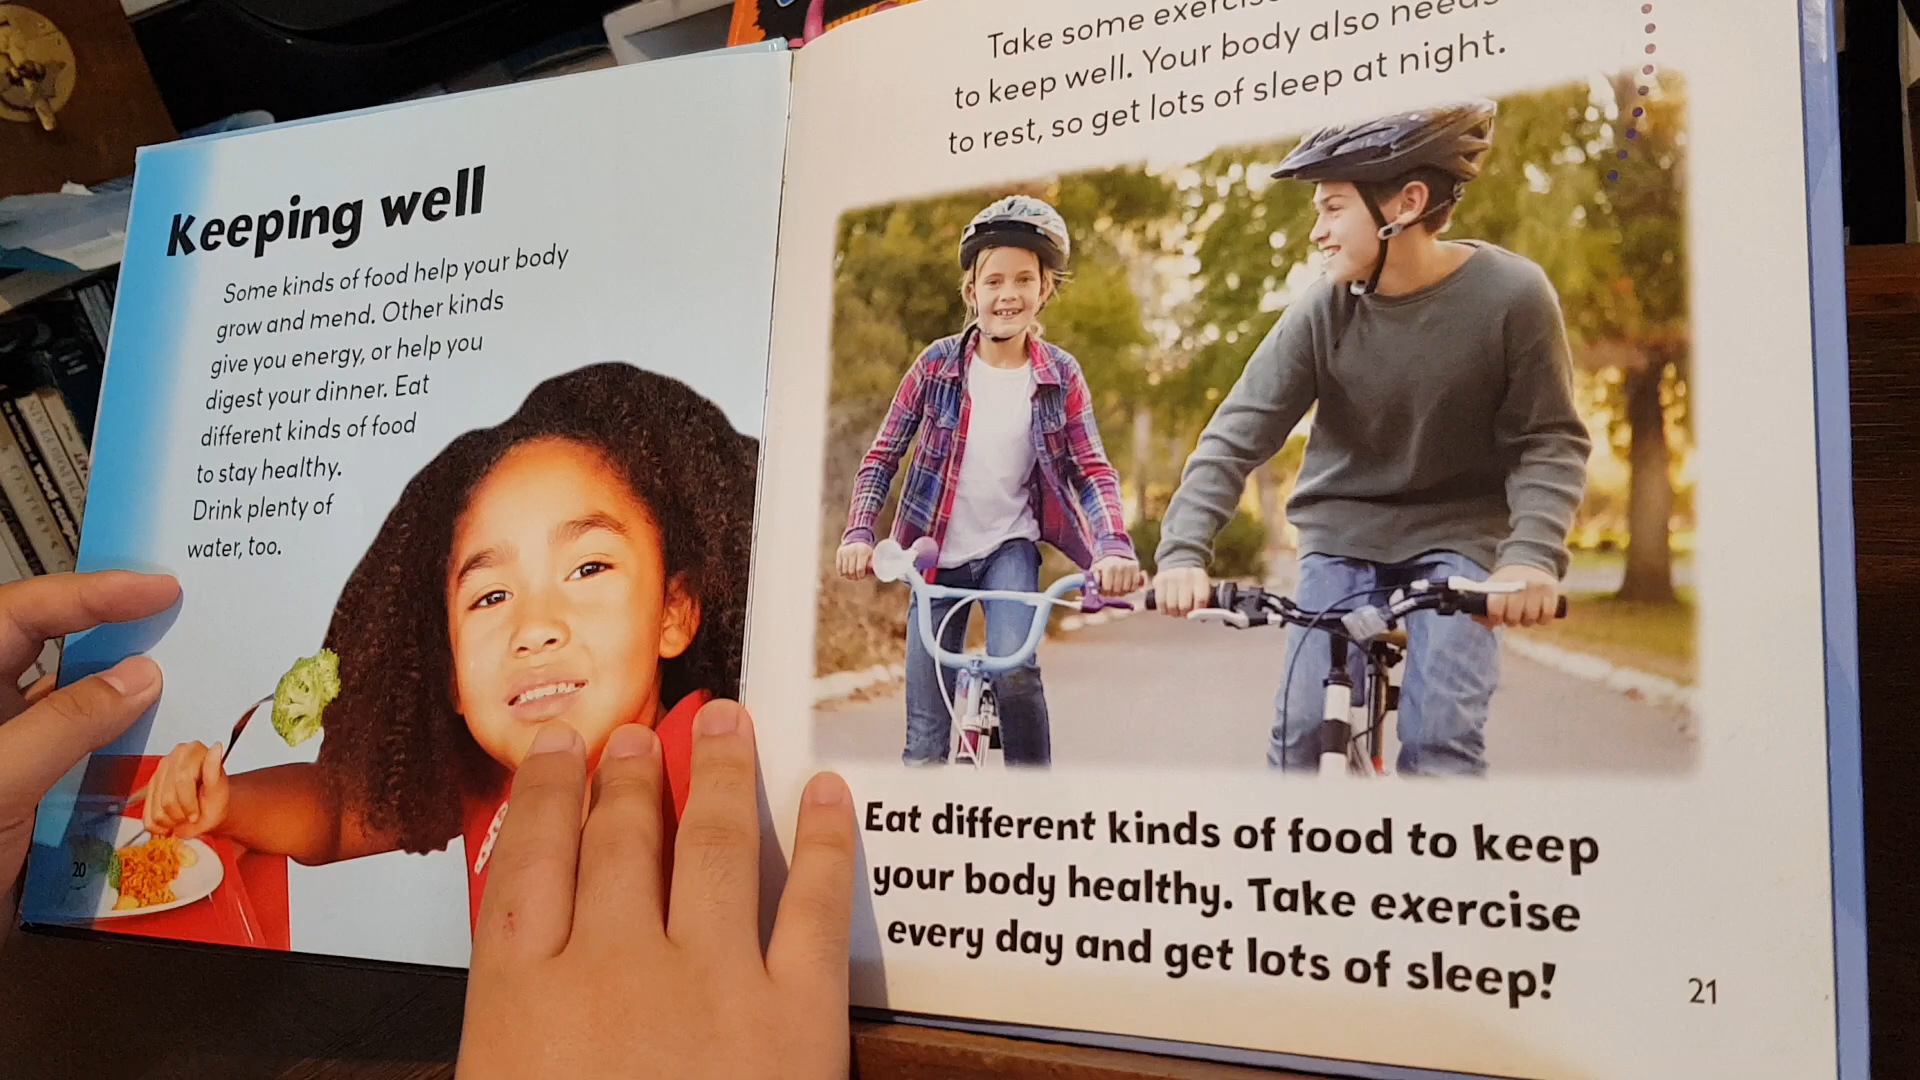 Keeping well
Some kinds of food help your body
grow and mend. Other kinds
give you energy, or help you
digest your dinner. Eat
different kinds of food
to stay healthy.
Drink plenty of
water, too.
20
Take some exercise
to keep well. Your body also needs
to rest, so get lots of sleep at night.
Eat different kinds of food to keep
your body healthy. Take exercise
every day and get lots of sleep!
21